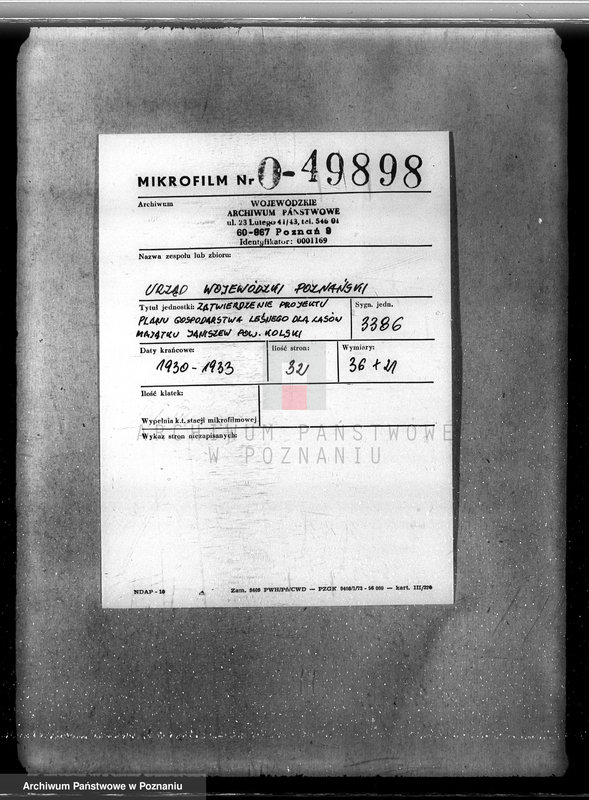 MIKROFILM Nr O-49898
Archiwum
WOJEWÓDZKIE
ARCHIWUM PAŃSTWOWE
ul. 23 Lutego 41/43, tel. 546 01
60-967 Poznań 9
Identyfikator: 0001169
Nazwa zespołu lub zbioru:
URZĄD WOJEWÓDZKI POZNAŃSKI
Tytuł jednostki: ZATWIERDZENIE PROJEKTU
PLANU GOSPODARSTWA LEŚNEGO DLA LASÓW
MAJĄTKU JANISZEW POW. KOLSKI
Sygn. jedn.
3386
Daty krańcowe:
1930-1933
Ilość stron:
32
Wymiary:
36 + 21
Ilość klatek:
Wypełnia k.t. stacji mikrofilmowej
Wykaz stron niezapisanych:
ARCHIWUM PAŃSTWOWE
W POZNANIU
NDAP - 10
Archiwum Państwowe w Poznaniu